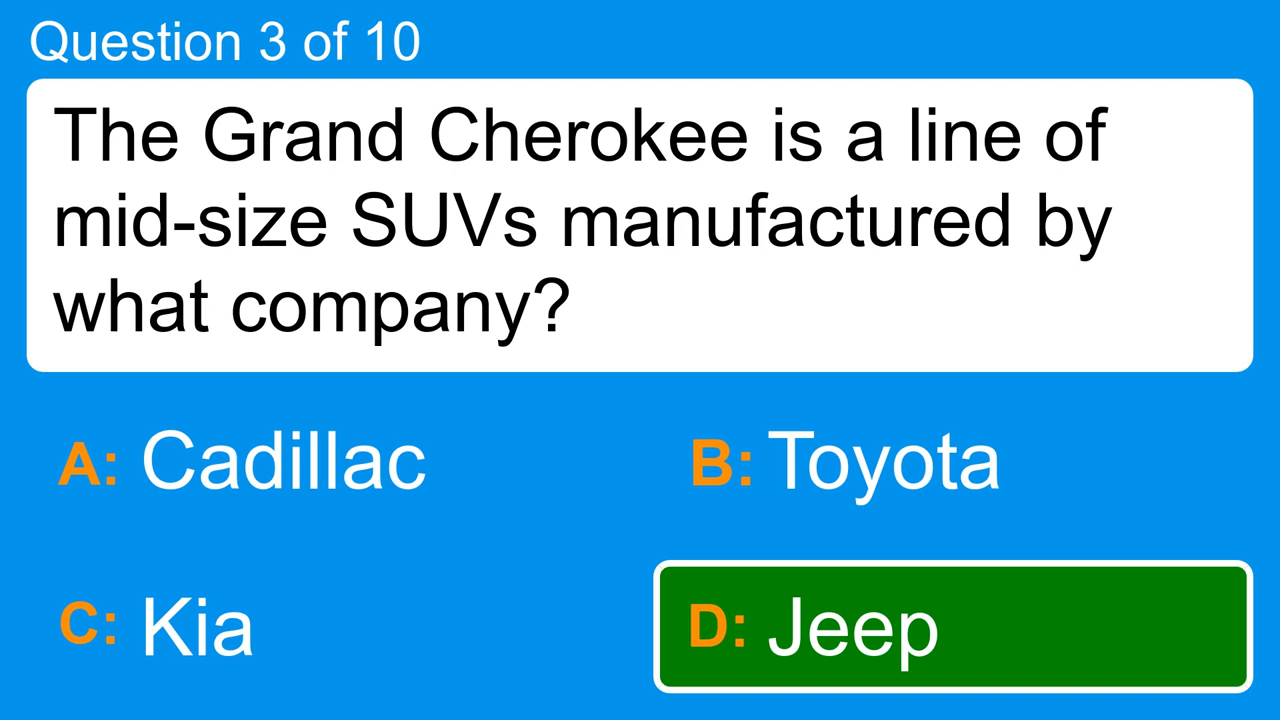 Question 3 of 10
The Grand Cherokee is a line of
mid-size SUVs manufactured by
what company?
A: Cadillac
B: Toyota
C: Kia
D: Jeep